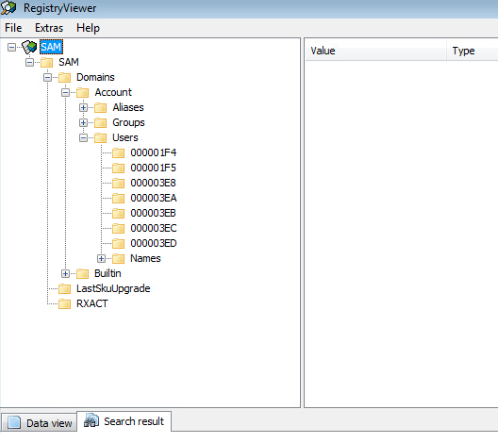 RegistryViewer
File Extras Help
SAM
SAM
Domains
Account
Aliases
Groups
Users
000001F4
000001F5
000003E8
000003EA
000003EB
000003EC
000003ED
Names
Builtin
LastSkuUpgrade
RXACT
Value Type
Data view Search result